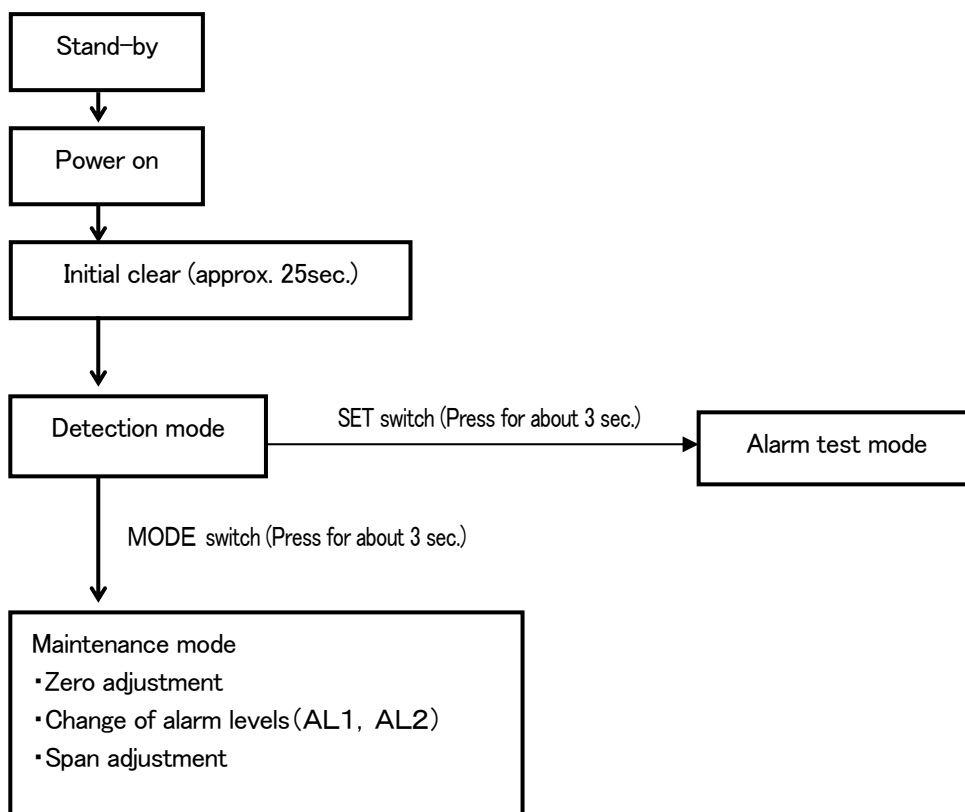 Stand-by
Power on
Initial clear (approx. 25sec.)
Detection mode
SET switch (Press for about 3 sec.)
Alarm test mode
MODE switch (Press for about 3 sec.)
Maintenance mode
・Zero adjustment
・Change of alarm levels(AL1, AL2)
・Span adjustment